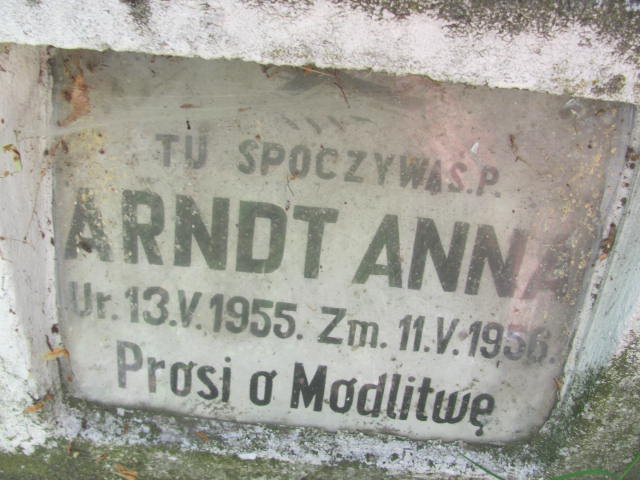 TU SPOCZYWA Ś.P.
ARNDT ANNA
Ur. 13.V.1955. Zm. 11.V.1956.
Prosi o Modlitwę